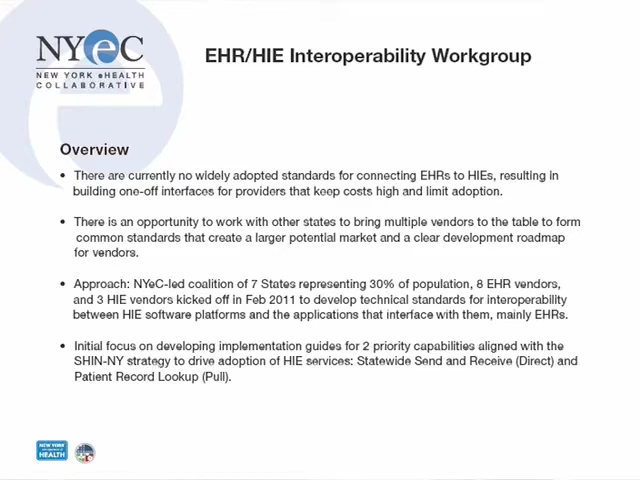 NYeC
NEW YORK eHEALTH
COLLABORATIVE
EHR/HIE Interoperability Workgroup
Overview
• There are currently no widely adopted standards for connecting EHRs to HIEs, resulting in
building one-off interfaces for providers that keep costs high and limit adoption.
• There is an opportunity to work with other states to bring multiple vendors to the table to form
common standards that create a larger potential market and a clear development roadmap
for vendors.
• Approach: NYeC-led coalition of 7 States representing 30% of population, 8 EHR vendors,
and 3 HIE vendors kicked off in Feb 2011 to develop technical standards for interoperability
between HIE software platforms and the applications that interface with them, mainly EHRs.
• Initial focus on developing implementation guides for 2 priority capabilities aligned with the
SHIN-NY strategy to drive adoption of HIE services: Statewide Send and Receive (Direct) and
Patient Record Lookup (Pull).
NEW YORK
HEALTH